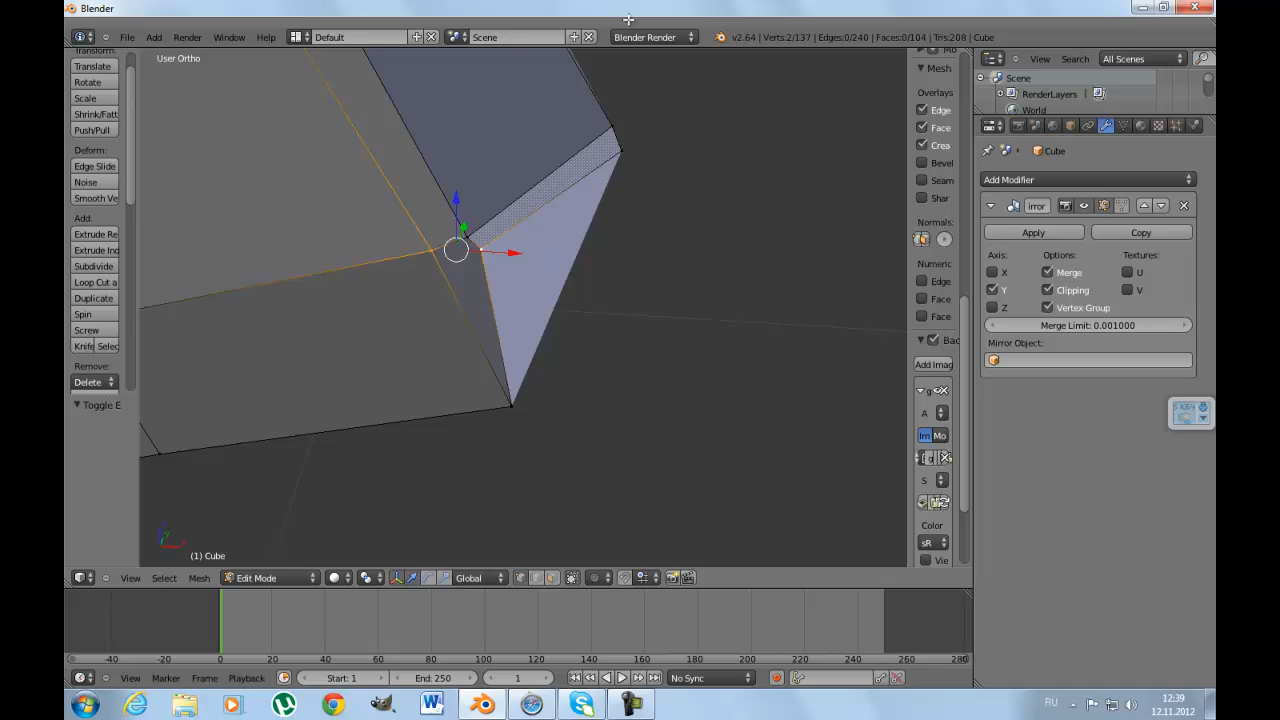 Blender
File Add Render Window Help Default Scene Blender Render v2.64 | Verts:2/137 | Edges:0/240 | Faces:0/104 | Tris:208 | Cube
User Ortho
Transform:
Translate
Rotate
Scale
Shrink/Fatt
Push/Pull
Deform:
Edge Slide
Noise
Smooth Ve
Add:
Extrude Re
Extrude Ind
Subdivide
Loop Cut a
Duplicate
Spin
Screw
Knife Selec
Remove:
Delete
Toggle E
(1) Cube
Mo
Mesh
Overlays
Edge
Face
Crea
Bevel
Seam
Shar
Normals:
Numeric
Edge
Face
Face
Bac
Add Imag
g
A
Im Mo
g
S
Color
sR
Vie
View Search All Scenes
Scene
RenderLayers
World
Cube
Add Modifier
irror
Apply Copy
Axis: Options: Textures:
X Merge U
Y Clipping V
Z Vertex Group
Merge Limit: 0.001000
Mirror Object:
View Select Mesh Edit Mode Global
-40 -20 0 20 40 60 80 100 120 140 160 180 200 220 240 260 280
View Marker Frame Playback Start: 1 End: 250 1 No Sync
RU
12:39
12.11.2012